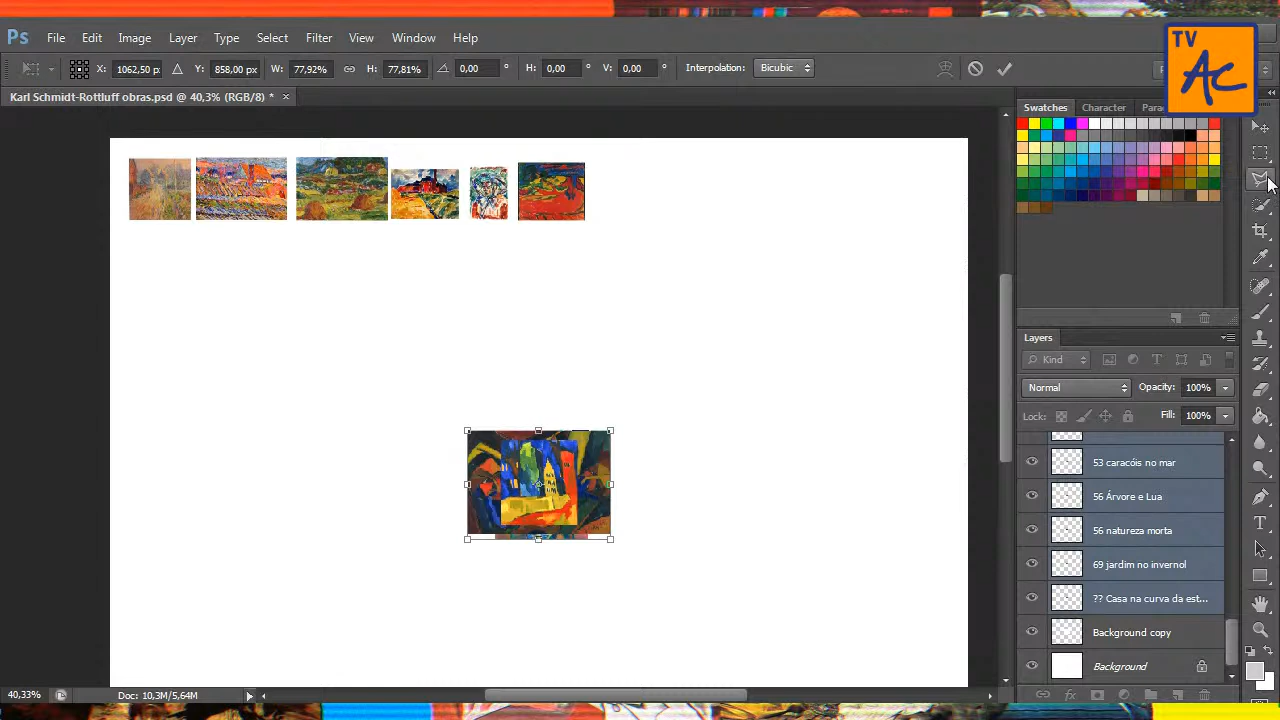 TV
AC
Ps File Edit Image Layer Type Select Filter View Window Help
X: 1062,50 px Y: 858,00 px W: 77,92% H: 77,81% 0,00 ° H: 0,00 ° V: 0,00 ° Interpolation: Bicubic
Karl Schmidt-Rottluff obras.psd @ 40,3% (RGB/8) * ×
Swatches Character Para
Layers
Kind
Normal Opacity: 100%
Lock: Fill: 100%
53 caracóis no mar
56 Árvore e Lua
56 natureza morta
69 jardim no invernol
?? Casa na curva da est...
Background copy
Background
40,33% Doc: 10,3M/5,64M